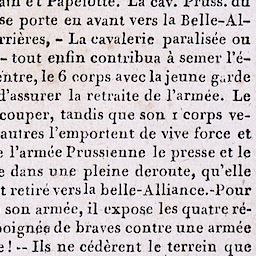 ain et Papelotte. La cav. Pruss. du
se porte en avant vers la Belle-Al-
rrières, - La cavalerie paralisée ou
- tout enfin contribua à semer l'é-
entre, le 6 corps avec la jeune garde
d'assurer la retraite de l'armée. Le
couper, tandis que son 1 corps ve-
autres l'emportent de vive force et
e l'armée Prussienne le presse et le
e dans une pleine deroute, qu'elle
t retiré vers la belle-Alliance.-Pour
son armée, il expose les quatre ré-
poignée de braves contre une armée
e! -- Ils ne cédèrent le terrein que